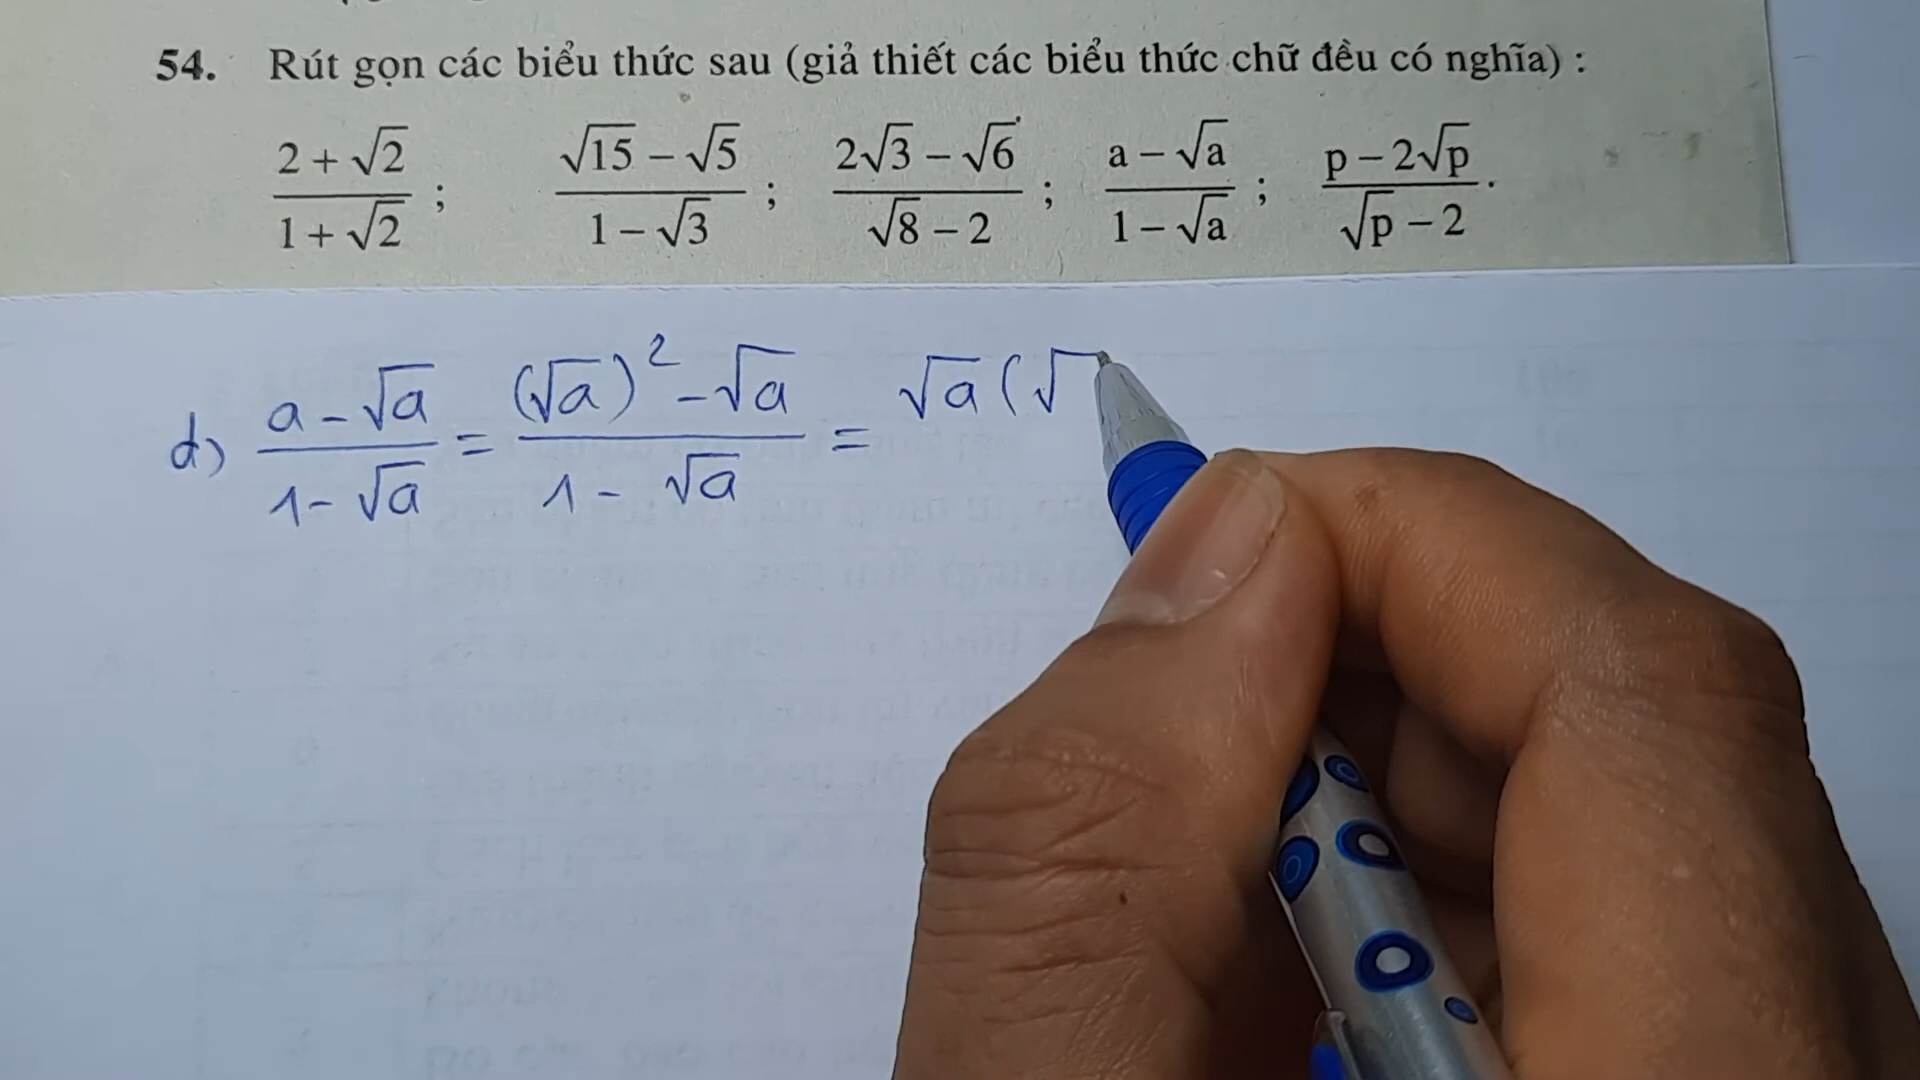 54. Rút gọn các biểu thức sau (giả thiết các biểu thức chữ đều có nghĩa) :
(2 + √2)/(1 + √2) ; (√15 − √5)/(1 − √3) ; (2√3 − √6)/(√8 − 2) ; (a − √a)/(1 − √a) ; (p − 2√p)/(√p − 2) .
d) (a − √a)/(1 − √a) = ((√a)² − √a)/(1 − √a) = √a (√